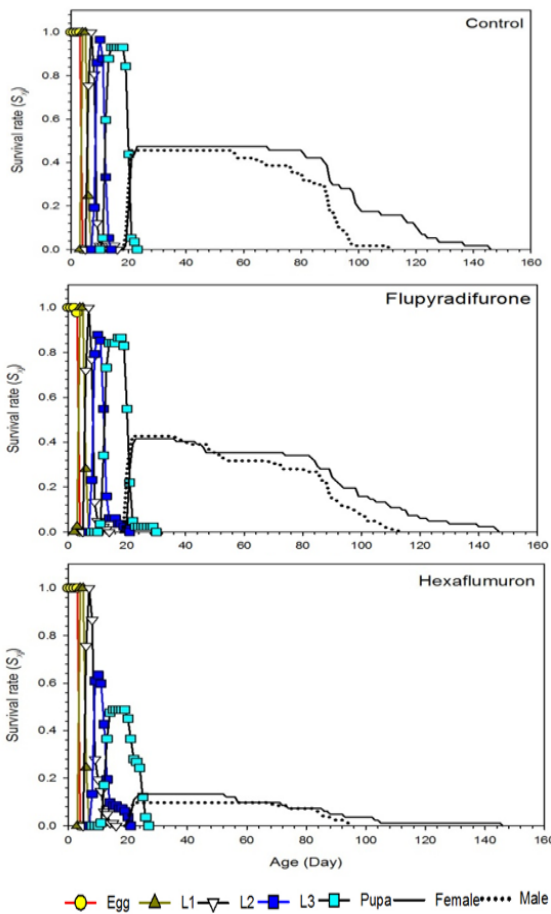 Control
Survival rate (Sxj)
1.0
0.8
0.6
0.4
0.2
0.0
0 20 40 60 80 100 120 140 160
Flupyradifurone
Survival rate (Sxj)
1.0
0.8
0.6
0.4
0.2
0.0
0 20 40 60 80 100 120 140 160
Hexaflumuron
Survival rate (Sxj)
1.0
0.8
0.6
0.4
0.2
0.0
0 20 40 60 80 100 120 140 160
Age (Day)
Egg L1 L2 L3 Pupa Female Male